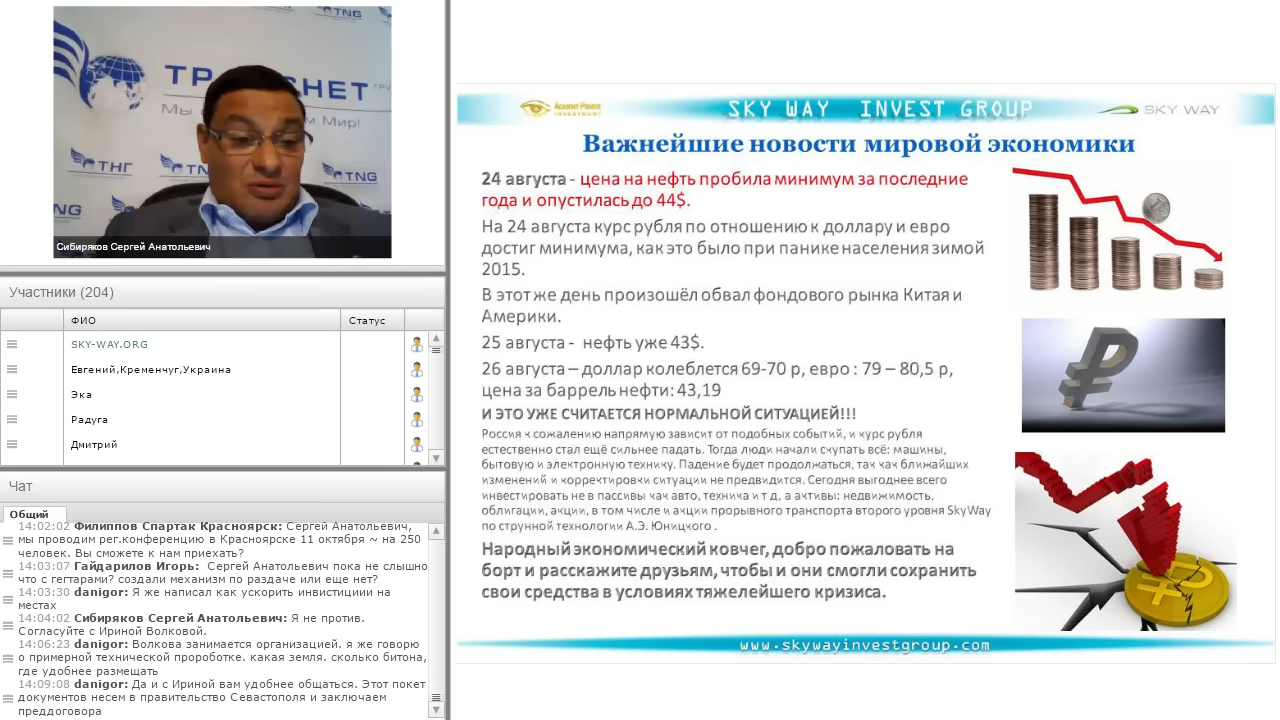 TNG
ТРАНСНЕТ
ТНГ
TNG
TNG
Сибиряков Сергей Анатольевич
Участники (204)
ФИО
Статус
SKY-WAY.ORG
Евгений,Кременчуг,Украина
Эка
Радуга
Дмитрий
Чат
Общий
14:02:02 Филиппов Спартак Красноярск: Сергей Анатольевич,
мы проводим рег.конференцию в Красноярске 11 октября ~ на 250
человек. Вы сможете к нам приехать?
14:03:07 Гайдарилов Игорь: Сергей Анатольевич пока не слышно
что с геггарами? создали механизм по раздаче или еще нет?
14:03:30 danigor: Я же написал как ускорить инвестициии на
местах
14:04:02 Сибиряков Сергей Анатольевич: Я не против.
Согласуйте с Ириной Волковой.
14:06:23 danigor: Волкова занимается организацией. я же говорю
о примерной технической проработке. какая земля. сколько битона,
где удобнее размещать
14:09:08 danigor: Да и с Ириной вам удобнее общаться. Этот покет
документов несем в правительство Севастополя и заключаем
преддоговора
ACADEMY PRIVATE
INVESTMENT
SKY WAY INVEST GROUP
SKY WAY
Важнейшие новости мировой экономики
24 августа - цена на нефть пробила минимум за последние
года и опустилась до 44$.
На 24 августа курс рубля по отношению к доллару и евро
достиг минимума, как это было при панике населения зимой
2015.
В этот же день произошёл обвал фондового рынка Китая и
Америки.
25 августа - нефть уже 43$.
26 августа – доллар колеблется 69-70 р, евро : 79 – 80,5 р,
цена за баррель нефти: 43,19
И ЭТО УЖЕ СЧИТАЕТСЯ НОРМАЛЬНОЙ СИТУАЦИЕЙ!!!
Россия к сожалению напрямую зависит от подобных событий, и курс рубля
естественно стал ещё сильнее падать. Тогда люди начали скупать всё: машины,
бытовую и электронную технику. Падение будет продолжаться, так как ближайших
изменений и корректировки ситуации не предвидится. Сегодня выгоднее всего
инвестировать не в пассивы как авто, техника и т д, а активы: недвижимость,
облигации, акции, в том числе и акции прорывного транспорта второго уровня SkyWay
по струнной технологии А.Э. Юницкого .
Народный экономический ковчег, добро пожаловать на
борт и расскажите друзьям, чтобы и они смогли сохранить
свои средства в условиях тяжелейшего кризиса.
www.skywayinvestgroup.com